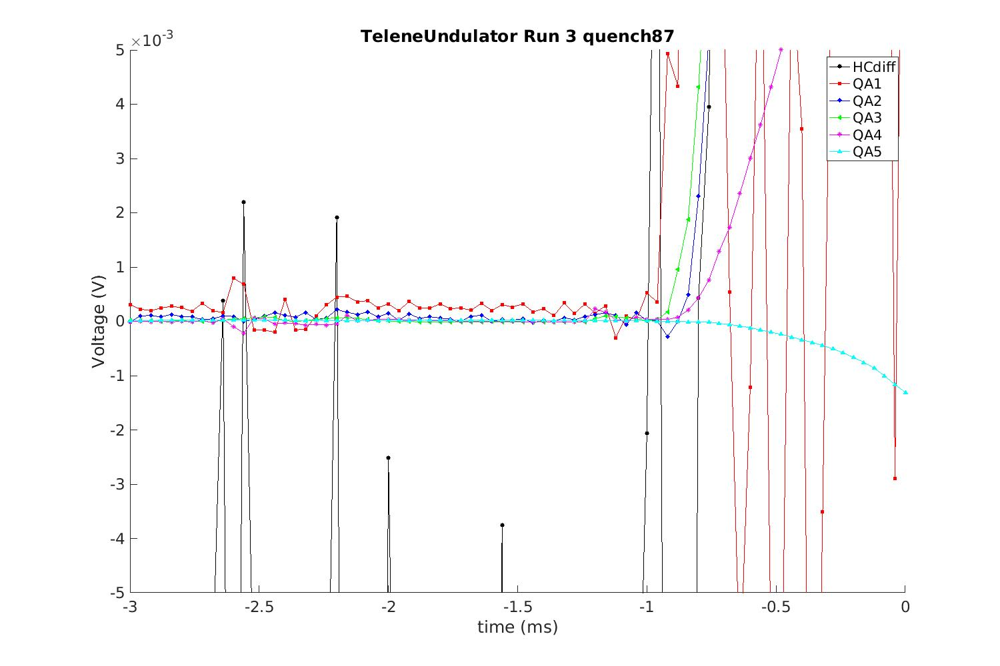 TeleneUndulator Run 3 quench87
×10-3
5
4
3
2
1
0
-1
-2
-3
-4
-5
Voltage (V)
-3
-2.5
-2
-1.5
-1
-0.5
0
time (ms)
HCdiff
QA1
QA2
QA3
QA4
QA5